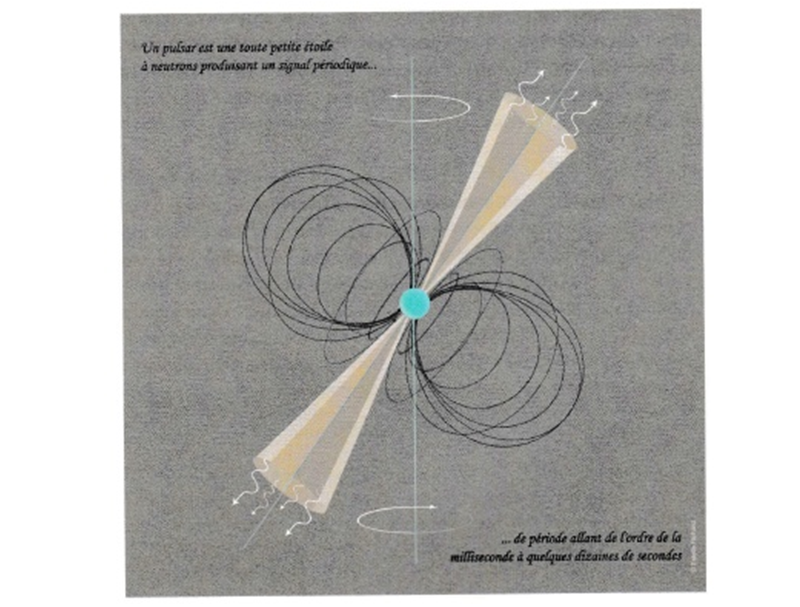 Un pulsar est une toute petite étoile
à neutrons produisant un signal périodique...
... de période allant de l'ordre de la
milliseconde à quelques dizaines de secondes